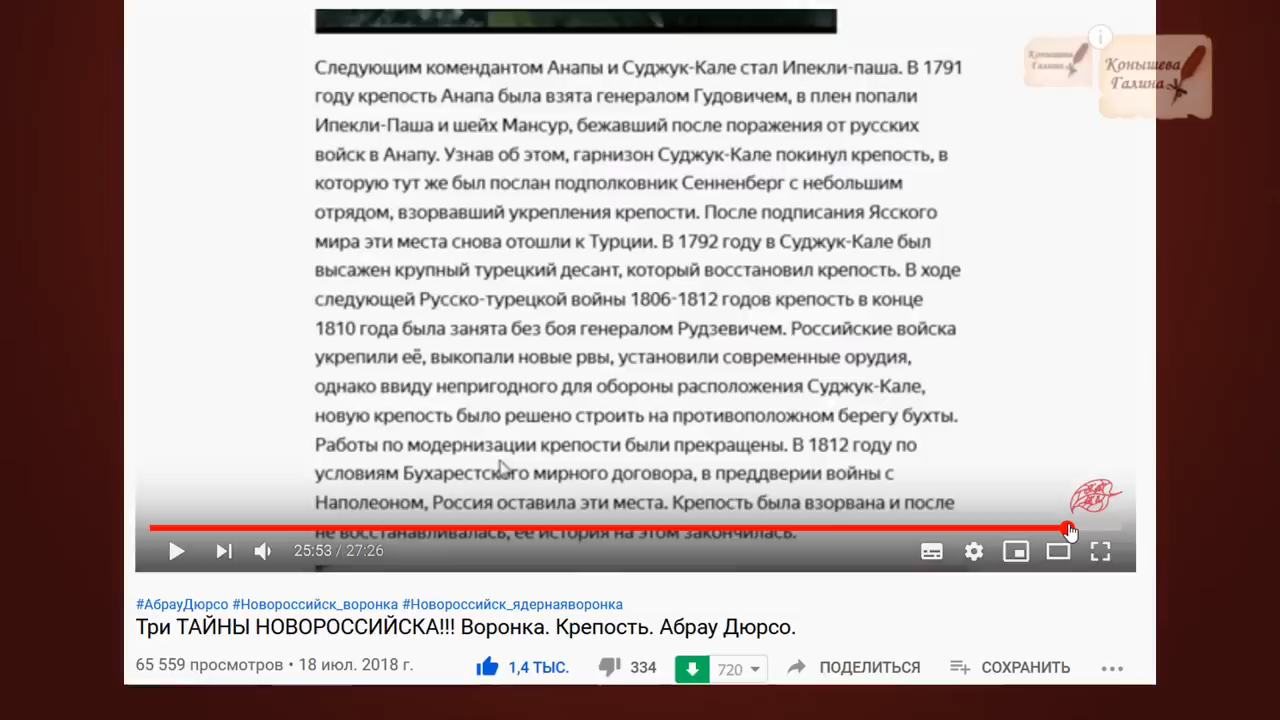 Следующим комендантом Анапы и Суджук-Кале стал Ипекли-паша. В 1791
году крепость Анапа была взята генералом Гудовичем, в плен попали
Ипекли-Паша и шейх Мансур, бежавший после поражения от русских
войск в Анапу. Узнав об этом, гарнизон Суджук-Кале покинул крепость, в
которую тут же был послан подполковник Сенненберг с небольшим
отрядом, взорвавший укрепления крепости. После подписания Ясского
мира эти места снова отошли к Турции. В 1792 году в Суджук-Кале был
высажен крупный турецкий десант, который восстановил крепость. В ходе
следующей Русско-турецкой войны 1806-1812 годов крепость в конце
1810 года была занята без боя генералом Рудзевичем. Российские войска
укрепили её, выкопали новые рвы, установили современные орудия,
однако ввиду непригодного для обороны расположения Суджук-Кале,
новую крепость было решено строить на противоположном берегу бухты.
Работы по модернизации крепости были прекращены. В 1812 году по
условиям Бухарестского мирного договора, в преддверии войны с
Наполеоном, Россия оставила эти места. Крепость была взорвана и после
не восстанавливалась, ее история на этом закончилась.
Конышева
Галина
Конышева
Галина
25:53 / 27:26
#АбрауДюрсо #Новороссийск_воронка #Новороссийск_ядернаяворонка
Три ТАЙНЫ НОВОРОССИЙСКА!!! Воронка. Крепость. Абрау Дюрсо.
65 559 просмотров • 18 июл. 2018 г.
1,4 ТЫС.
334
720
ПОДЕЛИТЬСЯ
СОХРАНИТЬ